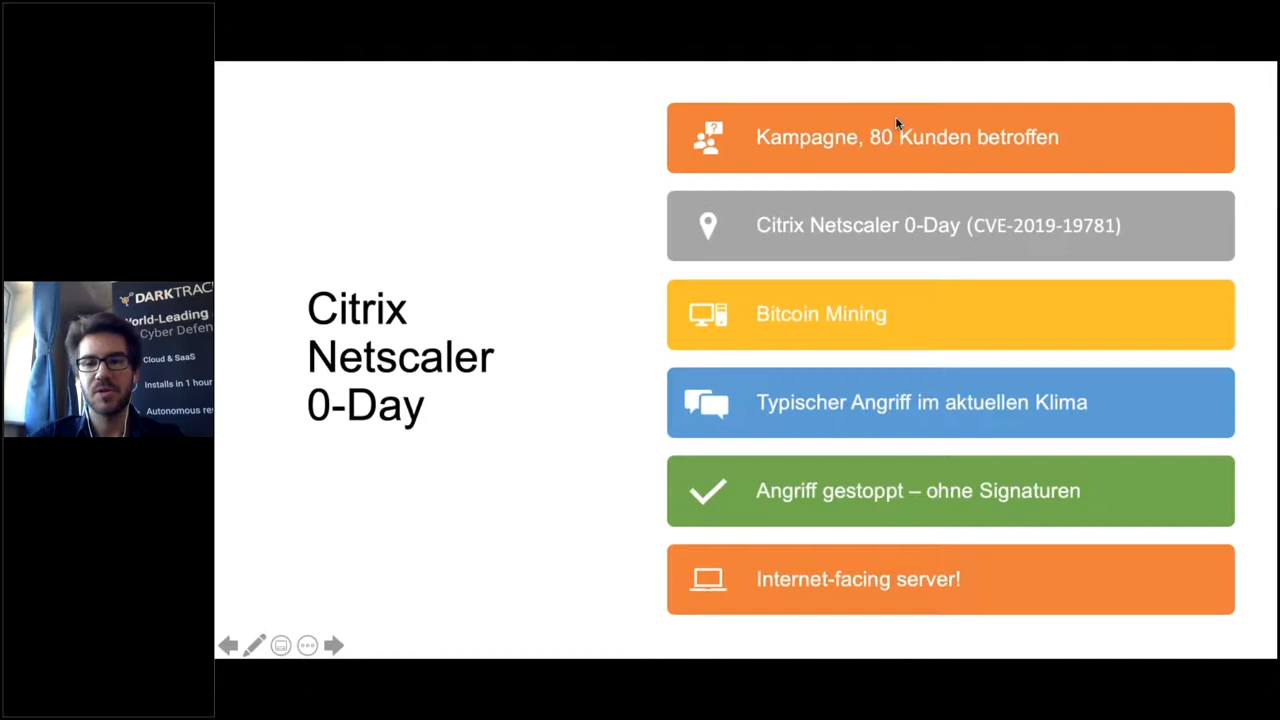 DARKTRAC
World-Leading
Cyber Defen
Cloud & SaaS
Installs in 1 hour
Autonomous re
Citrix
Netscaler
0-Day
?
Kampagne, 80 Kunden betroffen
Citrix Netscaler 0-Day (CVE-2019-19781)
Bitcoin Mining
Typischer Angriff im aktuellen Klima
Angriff gestoppt – ohne Signaturen
Internet-facing server!